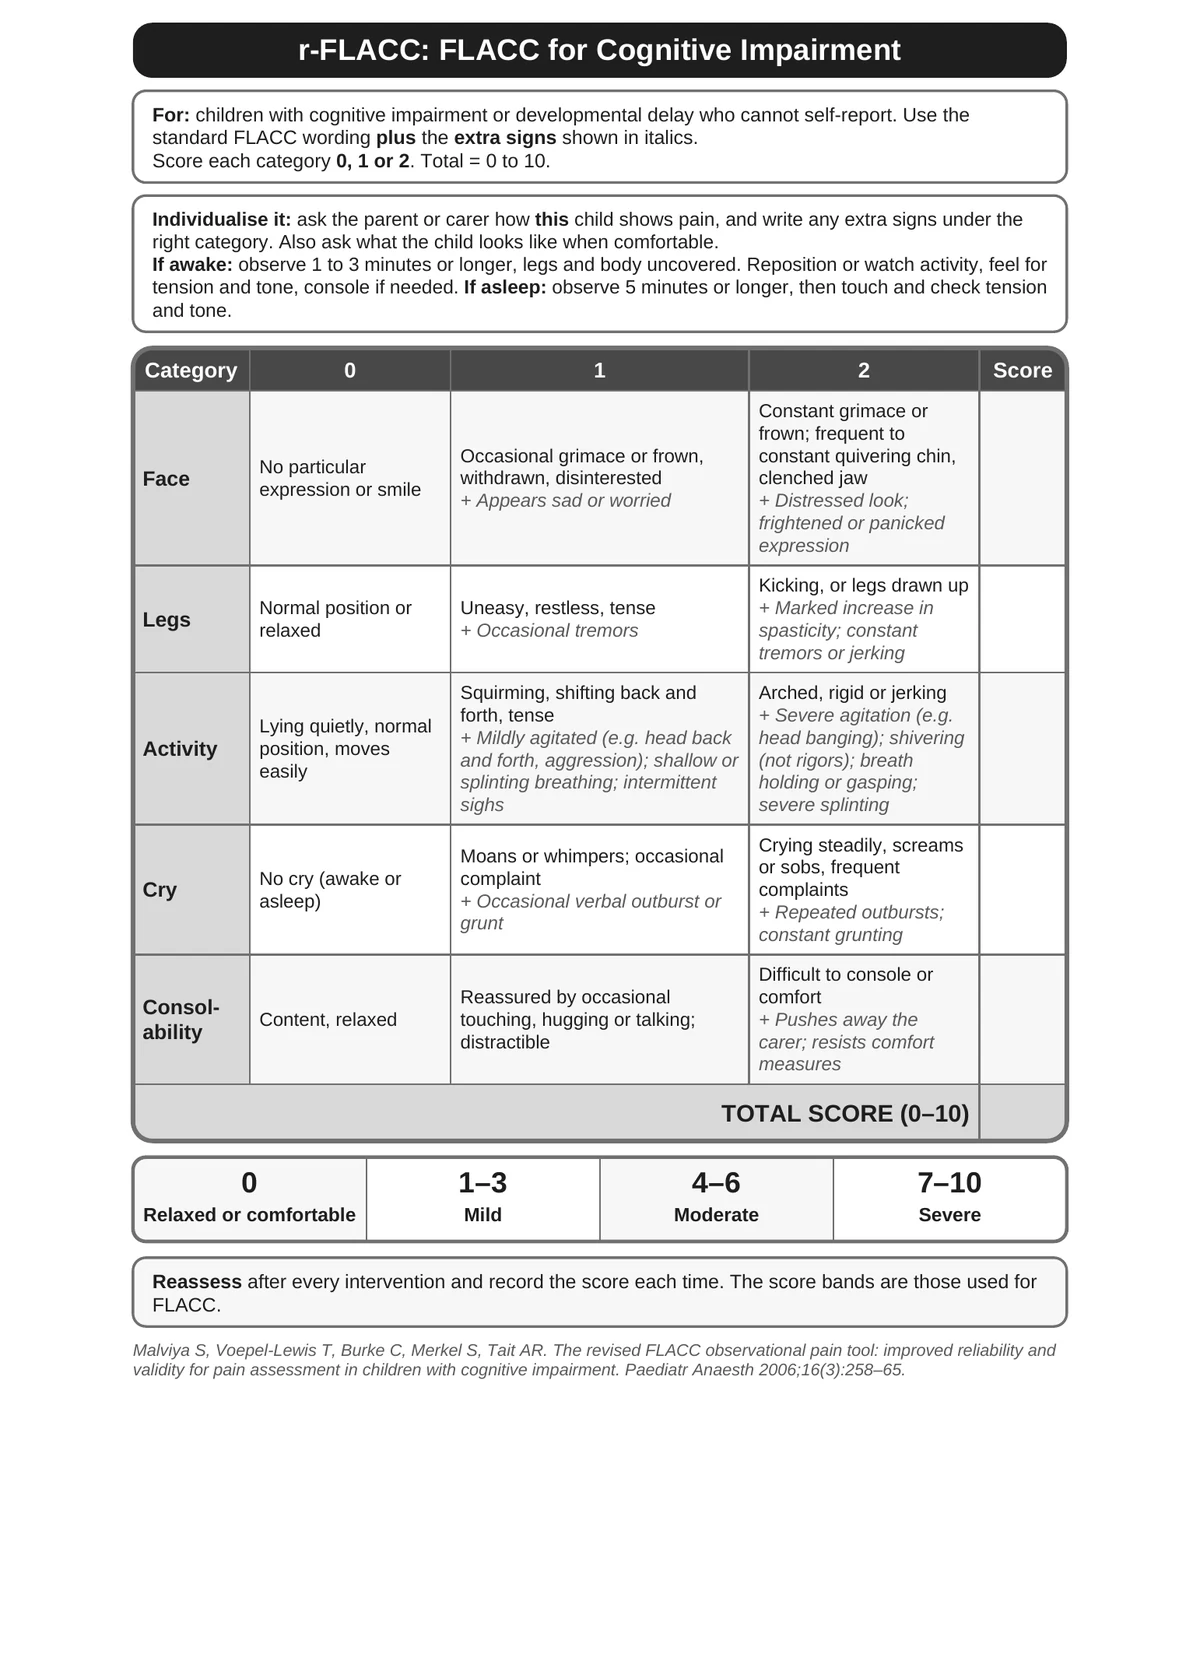 r-FLACC: FLACC for Cognitive Impairment
For: children with cognitive impairment or developmental delay who cannot self-report. Use the
standard FLACC wording plus the extra signs shown in italics.
Score each category 0, 1 or 2. Total = 0 to 10.
Individualise it: ask the parent or carer how this child shows pain, and write any extra signs under the
right category. Also ask what the child looks like when comfortable.
If awake: observe 1 to 3 minutes or longer, legs and body uncovered. Reposition or watch activity, feel for
tension and tone, console if needed. If asleep: observe 5 minutes or longer, then touch and check tension
and tone.
Category 0 1 2 Score
Face
No particular
expression or smile
Occasional grimace or frown,
withdrawn, disinterested
+ Appears sad or worried
Constant grimace or
frown; frequent to
constant quivering chin,
clenched jaw
+ Distressed look;
frightened or panicked
expression
Legs
Normal position or
relaxed
Uneasy, restless, tense
+ Occasional tremors
Kicking, or legs drawn up
+ Marked increase in
spasticity; constant
tremors or jerking
Activity
Lying quietly, normal
position, moves
easily
Squirming, shifting back and
forth, tense
+ Mildly agitated (e.g. head back
and forth, aggression); shallow or
splinting breathing; intermittent
sighs
Arched, rigid or jerking
+ Severe agitation (e.g.
head banging); shivering
(not rigors); breath
holding or gasping;
severe splinting
Cry
No cry (awake or
asleep)
Moans or whimpers; occasional
complaint
+ Occasional verbal outburst or
grunt
Crying steadily, screams
or sobs, frequent
complaints
+ Repeated outbursts;
constant grunting
Consol-
ability
Content, relaxed
Reassured by occasional
touching, hugging or talking;
distractible
Difficult to console or
comfort
+ Pushes away the
carer; resists comfort
measures
TOTAL SCORE (0–10)
0
Relaxed or comfortable
1–3
Mild
4–6
Moderate
7–10
Severe
Reassess after every intervention and record the score each time. The score bands are those used for
FLACC.
Malviya S, Voepel-Lewis T, Burke C, Merkel S, Tait AR. The revised FLACC observational pain tool: improved reliability and
validity for pain assessment in children with cognitive impairment. Paediatr Anaesth 2006;16(3):258–65.